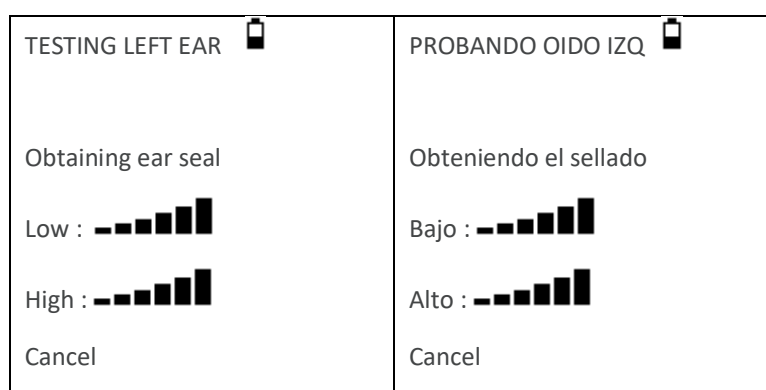 TESTING LEFT EAR
Obtaining ear seal
Low :
High :
Cancel
PROBANDO OIDO IZQ
Obteniendo el sellado
Bajo :
Alto :
Cancel